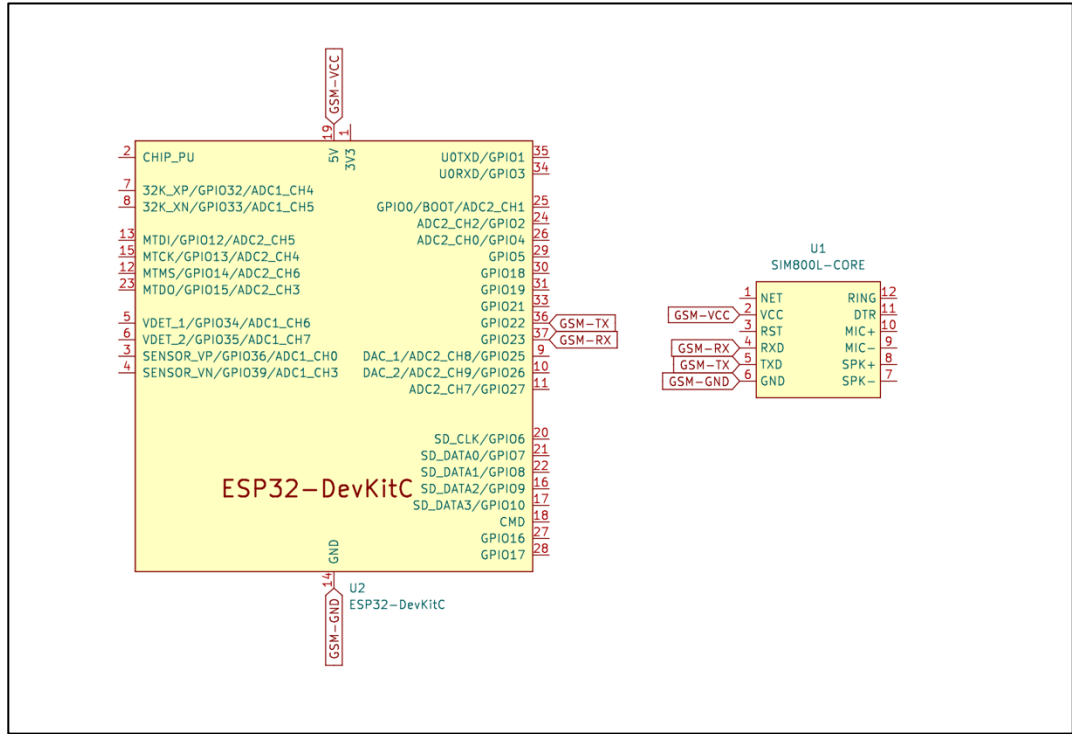 GSM-VCC
19
1
5V
3V3
2 CHIP_PU
7 32K_XP/GPIO32/ADC1_CH4
8 32K_XN/GPIO33/ADC1_CH5
13 MTDI/GPIO12/ADC2_CH5
15 MTCK/GPIO13/ADC2_CH4
12 MTMS/GPIO14/ADC2_CH6
23 MTDO/GPIO15/ADC2_CH3
5 VDET_1/GPIO34/ADC1_CH6
6 VDET_2/GPIO35/ADC1_CH7
3 SENSOR_VP/GPIO36/ADC1_CH0
4 SENSOR_VN/GPIO39/ADC1_CH3
U0TXD/GPIO1 35
U0RXD/GPIO3 34
GPIO0/BOOT/ADC2_CH1 25
ADC2_CH2/GPIO2 24
ADC2_CH0/GPIO4 26
GPIO5 29
GPIO18 30
GPIO19 31
GPIO21 33
GPIO22 36 GSM-TX
GPIO23 37 GSM-RX
DAC_1/ADC2_CH8/GPIO25 9
DAC_2/ADC2_CH9/GPIO26 10
ADC2_CH7/GPIO27 11
SD_CLK/GPIO6 20
SD_DATA0/GPIO7 21
SD_DATA1/GPIO8 22
SD_DATA2/GPIO9 16
SD_DATA3/GPIO10 17
CMD 18
GPIO16 27
GPIO17 28
ESP32-DevKitC
GND
14
GSM-GND
U2
ESP32-DevKitC
U1
SIM800L-CORE
1 NET
GSM-VCC 2 VCC
3 RST
GSM-RX 4 RXD
GSM-TX 5 TXD
GSM-GND 6 GND
RING 12
DTR 11
MIC+ 10
MIC- 9
SPK+ 8
SPK- 7